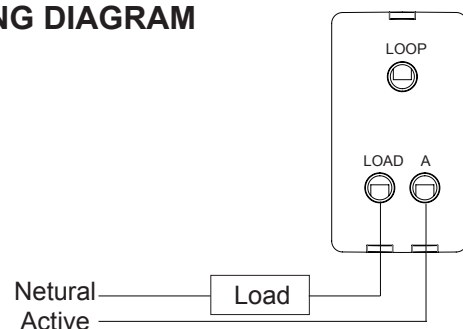 NG DIAGRAM
LOOP
LOAD A
Netural
Load
Active